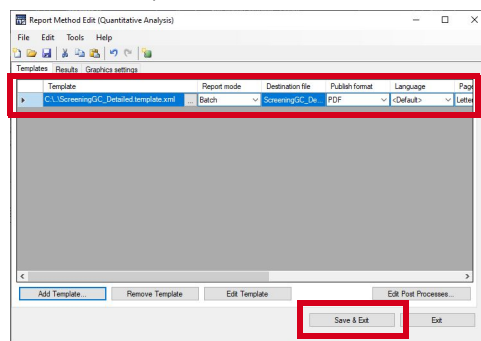 Report Method Edit (Quantitative Analysis)
File Edit Tools Help
Templates Results Graphics settings
Template Report mode Destination file Publish format Language Page
C:\..\ScreeningGC_Detailed.template.xml ... Batch ScreeningGC_De... PDF <Default> Letter
Add Template... Remove Template Edit Template Edit Post Processes...
Save & Exit Exit